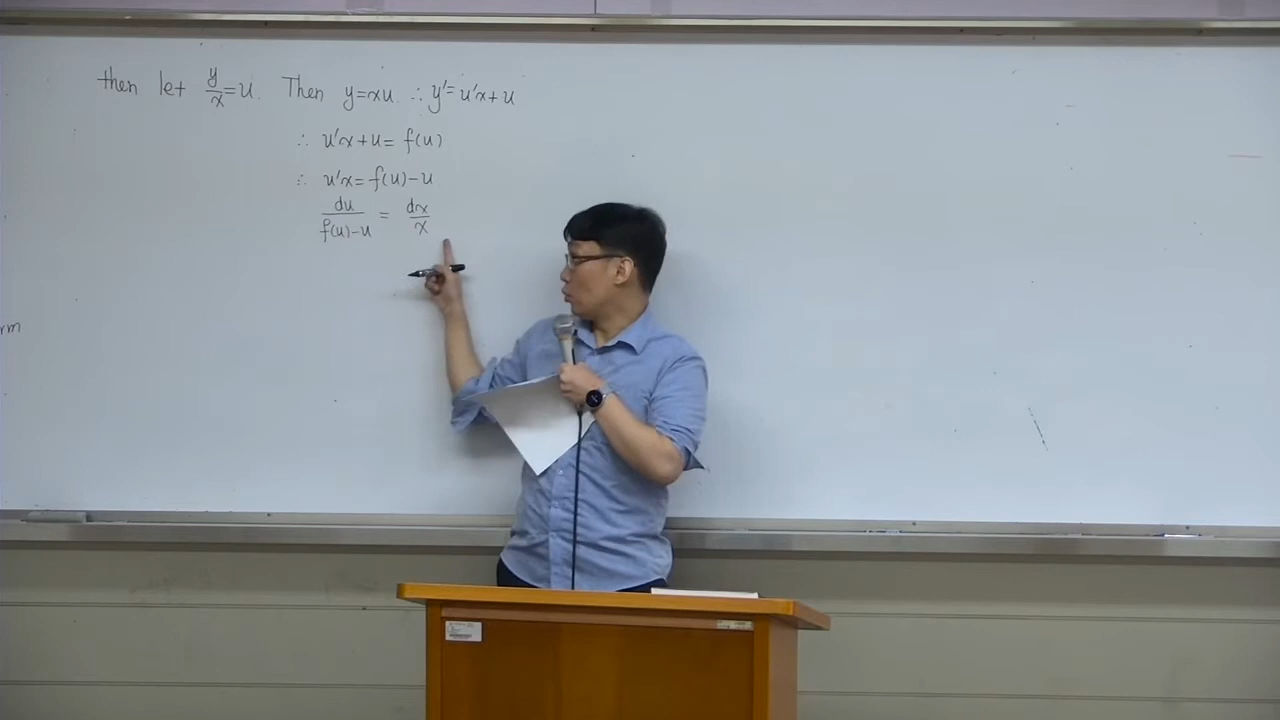 then let y/x = u. Then y=xu. ∴ y'= u'x+u
∴ u'x+u= f(u)
∴ u'x= f(u)-u
du/f(u)-u = dx/x
rm